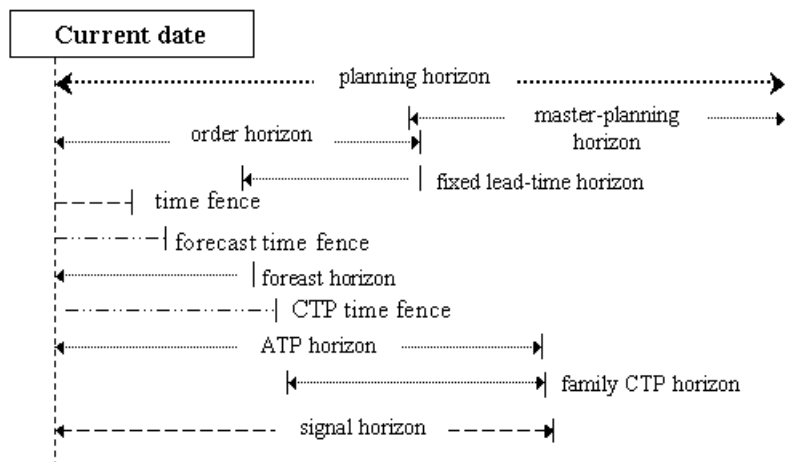 Current date
planning horizon
master-planning
horizon
order horizon
fixed lead-time horizon
time fence
forecast time fence
foreast horizon
CTP time fence
ATP horizon
family CTP horizon
signal horizon